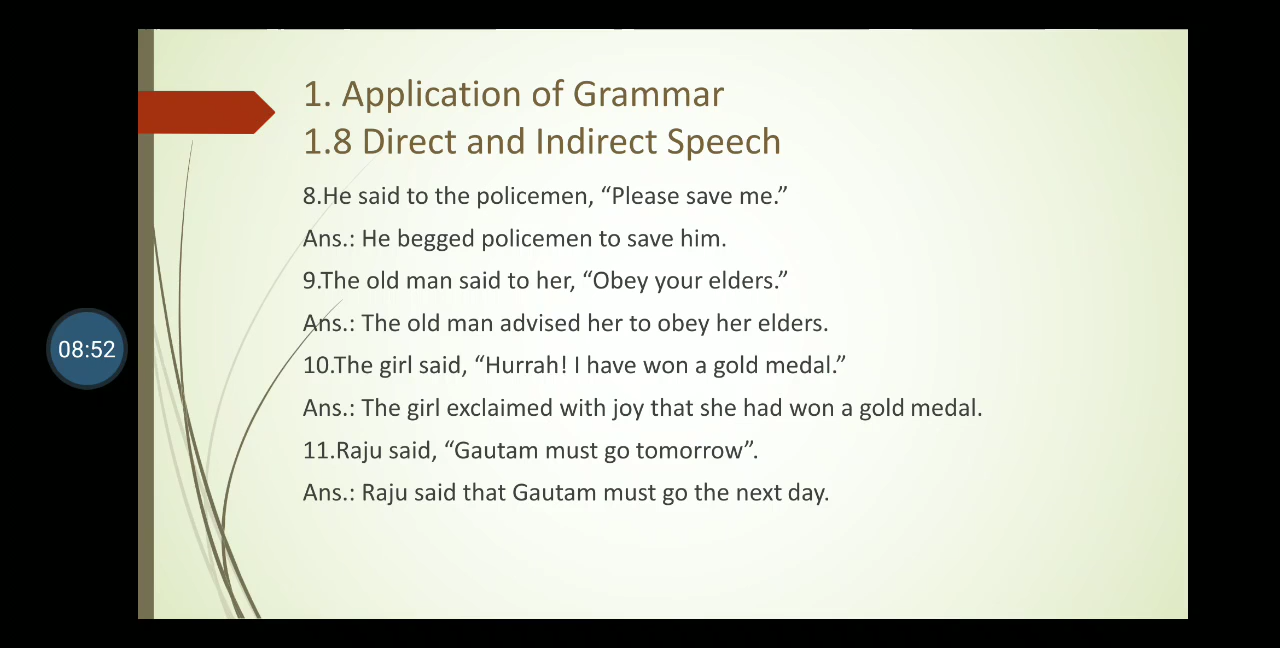 1. Application of Grammar
1.8 Direct and Indirect Speech
8.He said to the policemen, “Please save me.”
Ans.: He begged policemen to save him.
9.The old man said to her, “Obey your elders.”
Ans.: The old man advised her to obey her elders.
10.The girl said, “Hurrah! I have won a gold medal.”
Ans.: The girl exclaimed with joy that she had won a gold medal.
11.Raju said, “Gautam must go tomorrow”.
Ans.: Raju said that Gautam must go the next day.
08:52